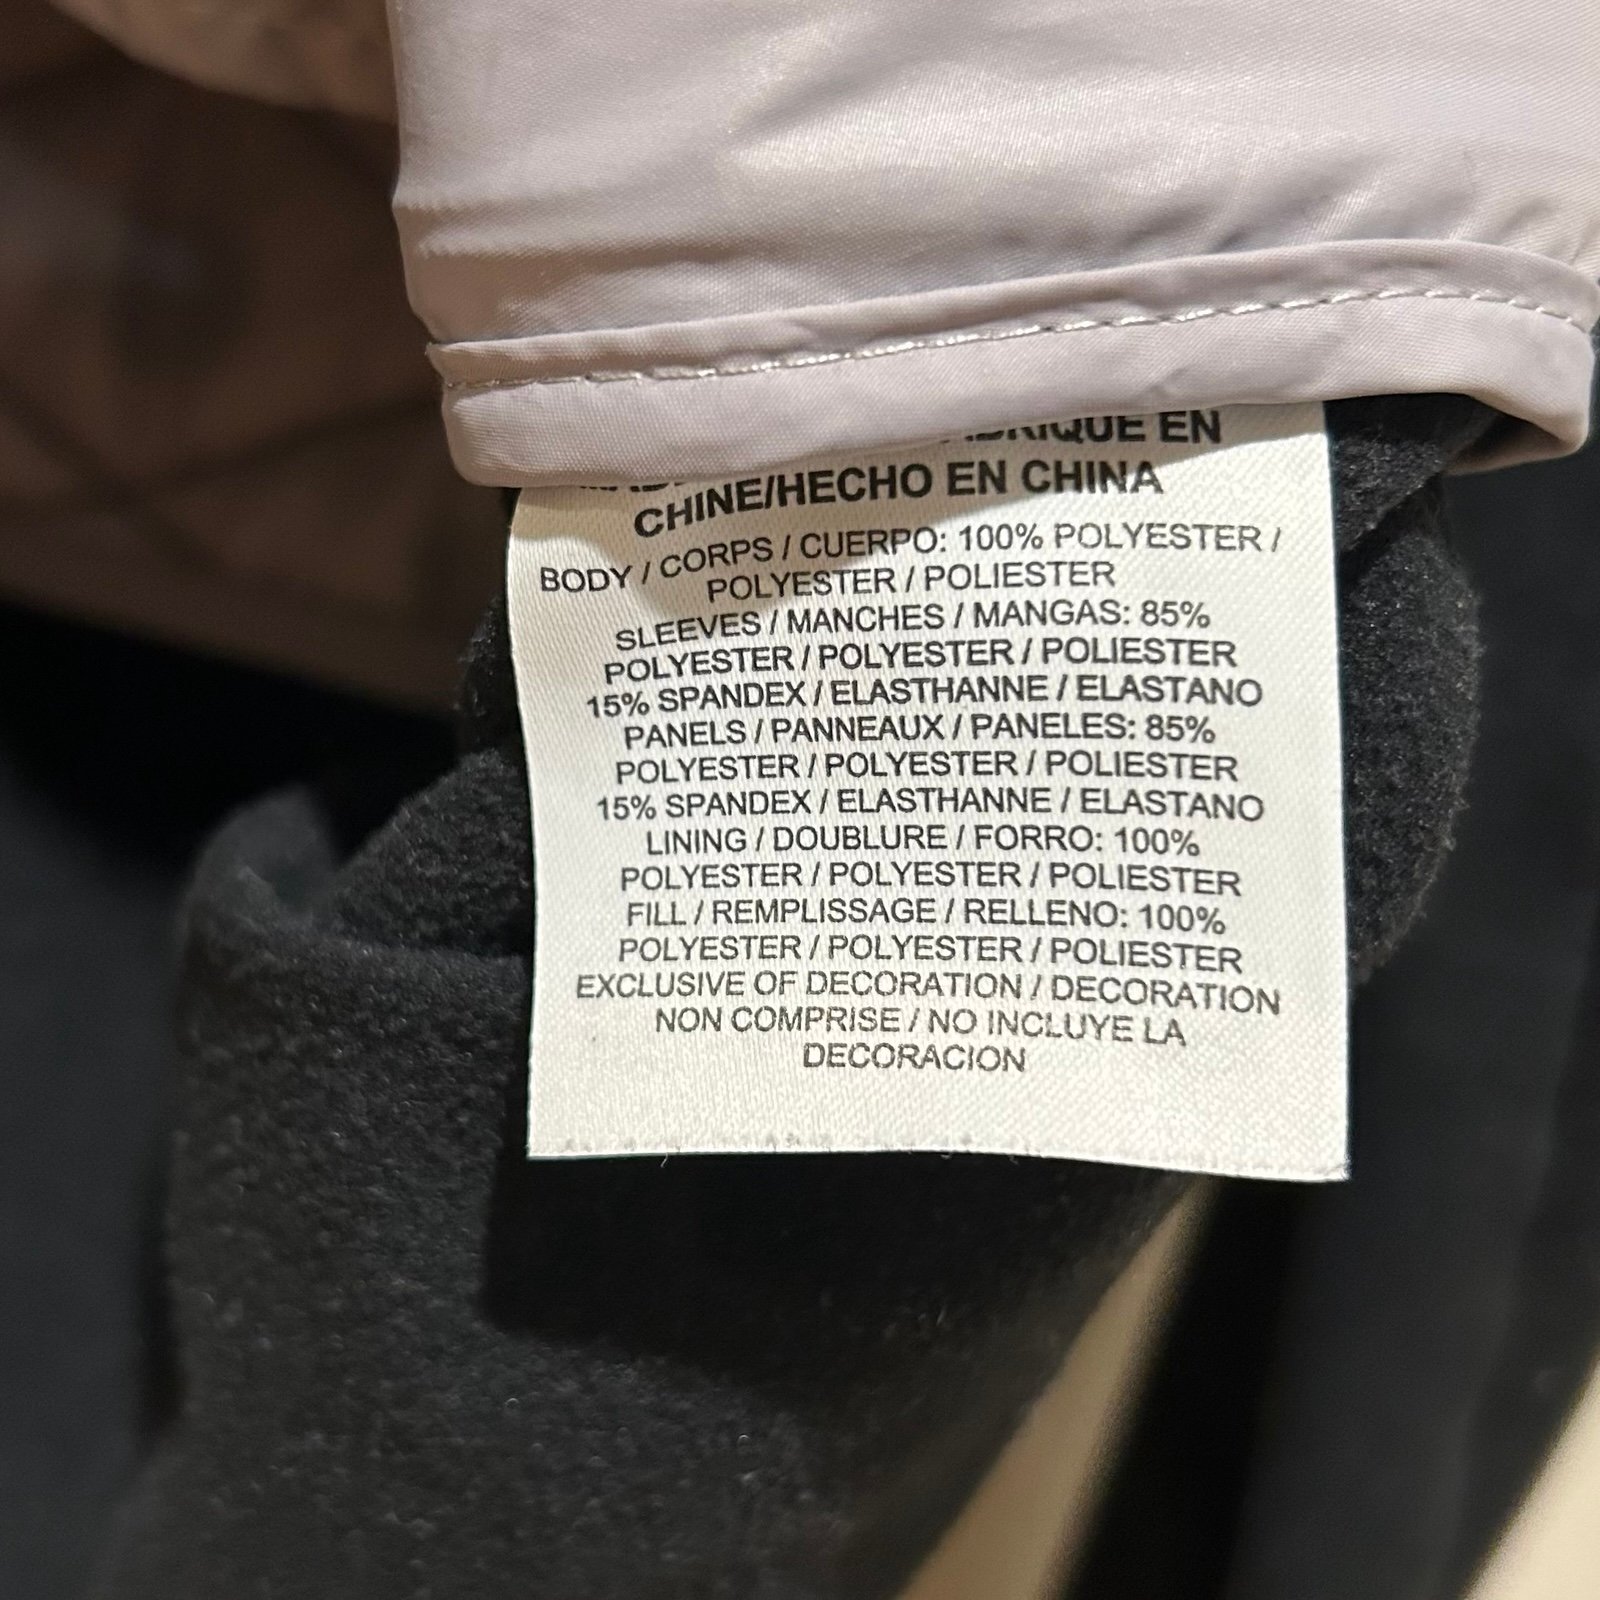 FABRIQUE EN
CHINE/HECHO EN CHINA
BODY / CORPS / CUERPO: 100% POLYESTER /
POLYESTER / POLIESTER
SLEEVES / MANCHES / MANGAS: 85%
POLYESTER / POLYESTER / POLIESTER
15% SPANDEX / ELASTHANNE / ELASTANO
PANELS / PANNEAUX / PANELES: 85%
POLYESTER / POLYESTER / POLIESTER
15% SPANDEX / ELASTHANNE / ELASTANO
LINING / DOUBLURE / FORRO: 100%
POLYESTER / POLYESTER / POLIESTER
FILL / REMPLISSAGE / RELLENO: 100%
POLYESTER / POLYESTER / POLIESTER
EXCLUSIVE OF DECORATION / DECORATION
NON COMPRISE / NO INCLUYE LA
DECORACION